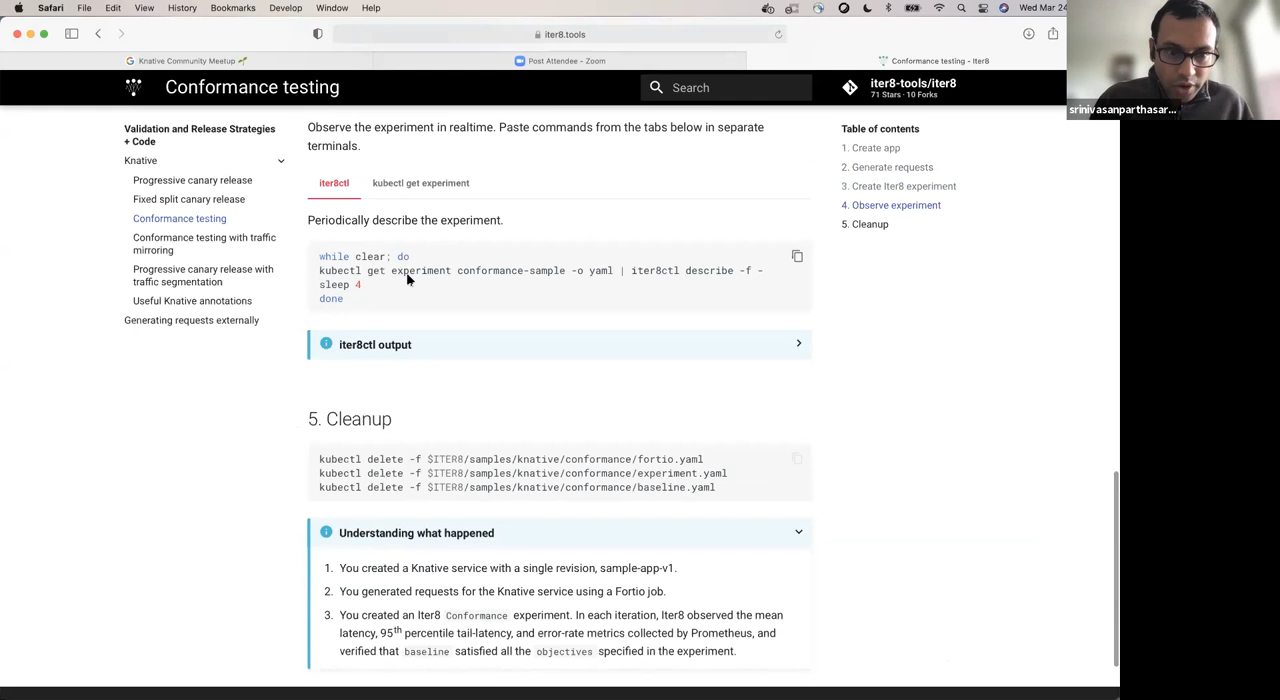 Safari File Edit View History Bookmarks Develop Window Help
Wed Mar 24
iter8.tools
Knative Community Meetup
Post Attendee - Zoom
Conformance testing - Iter8
srinivasanparthasar...
Conformance testing
Search
iter8-tools/iter8
71 Stars · 10 Forks
Validation and Release Strategies
+ Code
Knative
Progressive canary release
Fixed split canary release
Conformance testing
Conformance testing with traffic
mirroring
Progressive canary release with
traffic segmentation
Useful Knative annotations
Generating requests externally
Observe the experiment in realtime. Paste commands from the tabs below in separate
terminals.
iter8ctl kubectl get experiment
Periodically describe the experiment.
while clear; do
kubectl get experiment conformance-sample -o yaml | iter8ctl describe -f -
sleep 4
done
iter8ctl output
5. Cleanup
kubectl delete -f $ITER8/samples/knative/conformance/fortio.yaml
kubectl delete -f $ITER8/samples/knative/conformance/experiment.yaml
kubectl delete -f $ITER8/samples/knative/conformance/baseline.yaml
Understanding what happened
1. You created a Knative service with a single revision, sample-app-v1.
2. You generated requests for the Knative service using a Fortio job.
3. You created an Iter8 Conformance experiment. In each iteration, Iter8 observed the mean
latency, 95th percentile tail-latency, and error-rate metrics collected by Prometheus, and
verified that baseline satisfied all the objectives specified in the experiment.
Table of contents
1. Create app
2. Generate requests
3. Create Iter8 experiment
4. Observe experiment
5. Cleanup